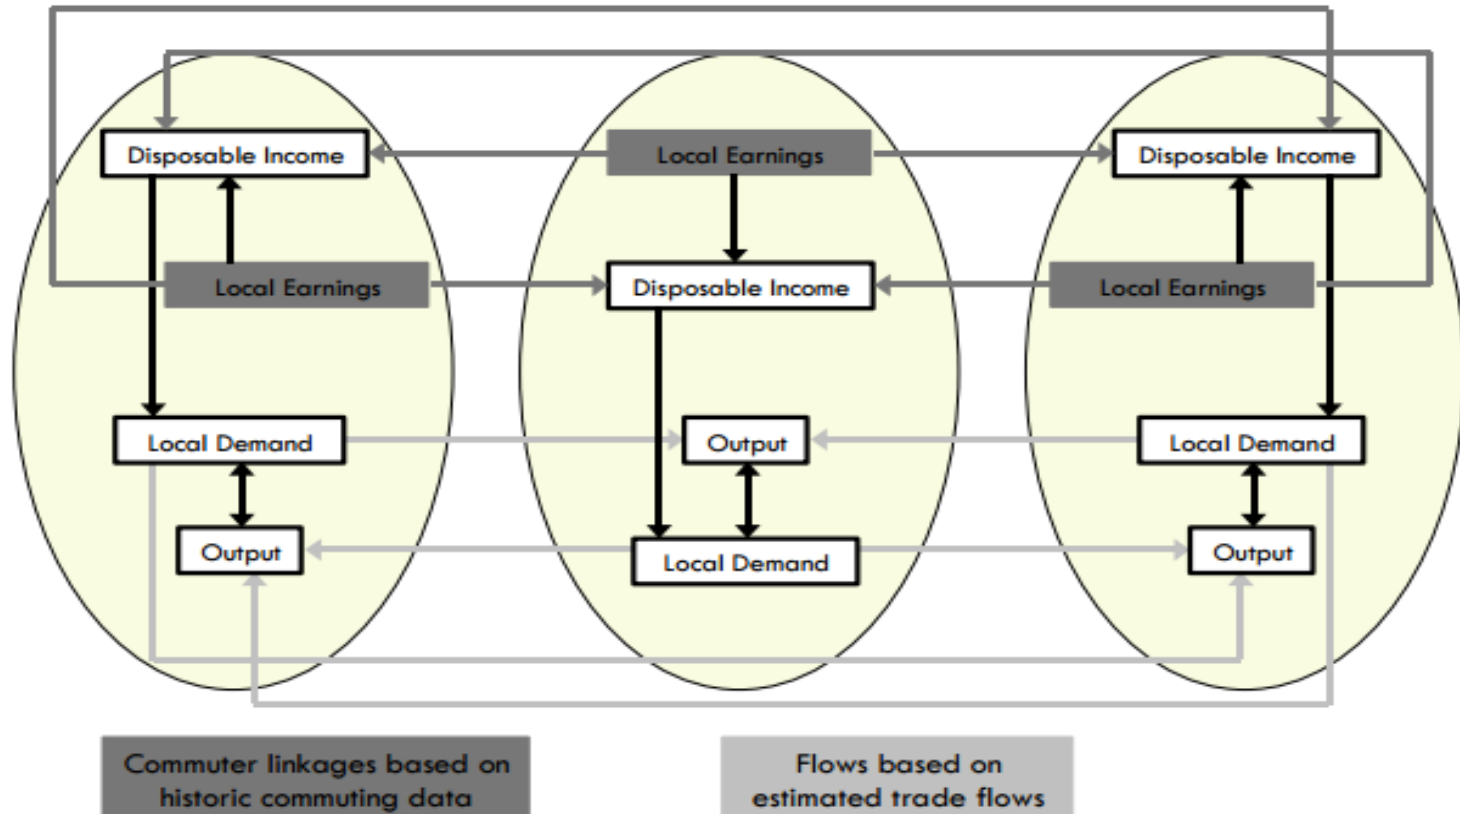 Disposable Income
Local Earnings
Disposable Income
Local Earnings
Disposable Income
Local Earnings
Local Demand
Output
Local Demand
Output
Local Demand
Output
Commuter linkages based on
historic commuting data
Flows based on
estimated trade flows